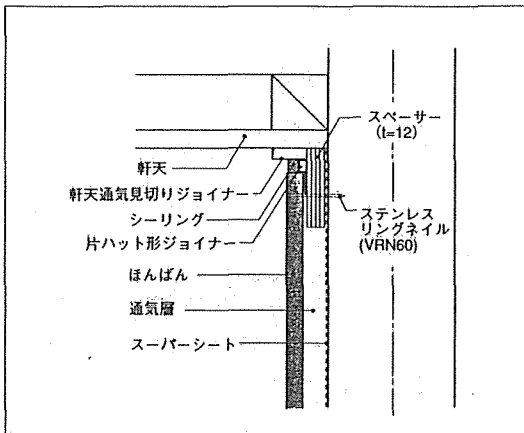 スペーサー
(t=12)
軒天
軒天通気見切りジョイナー
シーリング
片ハット形ジョイナー
ステンレス
リングネイル
(VRN60)
ほんばん
通気層
スーパーシート